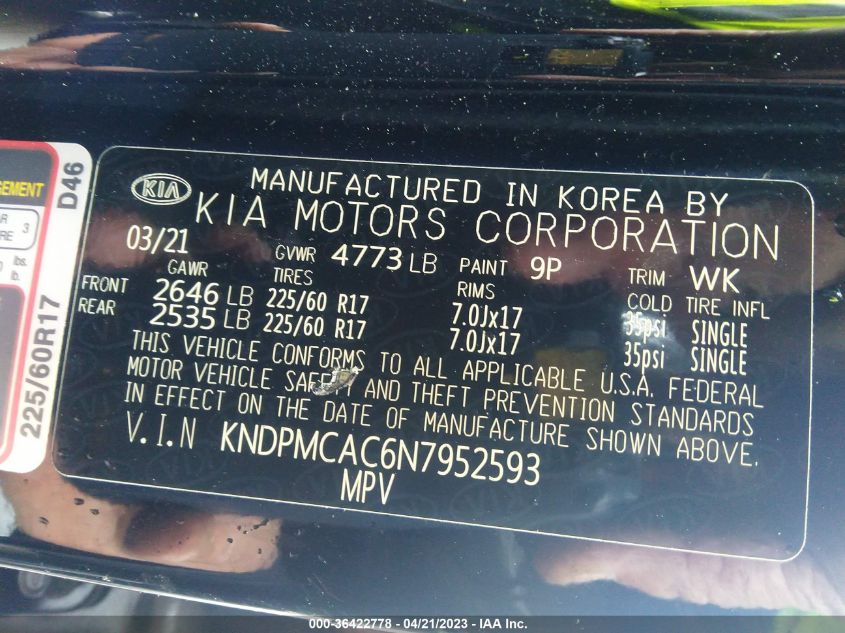 KIA
MANUFACTURED IN KOREA BY
KIA MOTORS CORPORATION
03/21 GVWR 4773 LB PAINT 9P TRIM WK
GAWR TIRES RIMS COLD TIRE INFL
FRONT 2646 LB 225/60 R17 7.0Jx17 35psi SINGLE
REAR 2535 LB 225/60 R17 7.0Jx17 35psi SINGLE
THIS VEHICLE CONFORMS TO ALL APPLICABLE U.S.A. FEDERAL
MOTOR VEHICLE SAFETY AND THEFT PREVENTION STANDARDS
IN EFFECT ON THE DATE OF MANUFACTURE SHOWN ABOVE.
V.I.N KNDPMCAC6N7952593
MPV
D46
225/60R17
3
lbs.
lb.
000-36422778 - 04/21/2023 - IAA Inc.